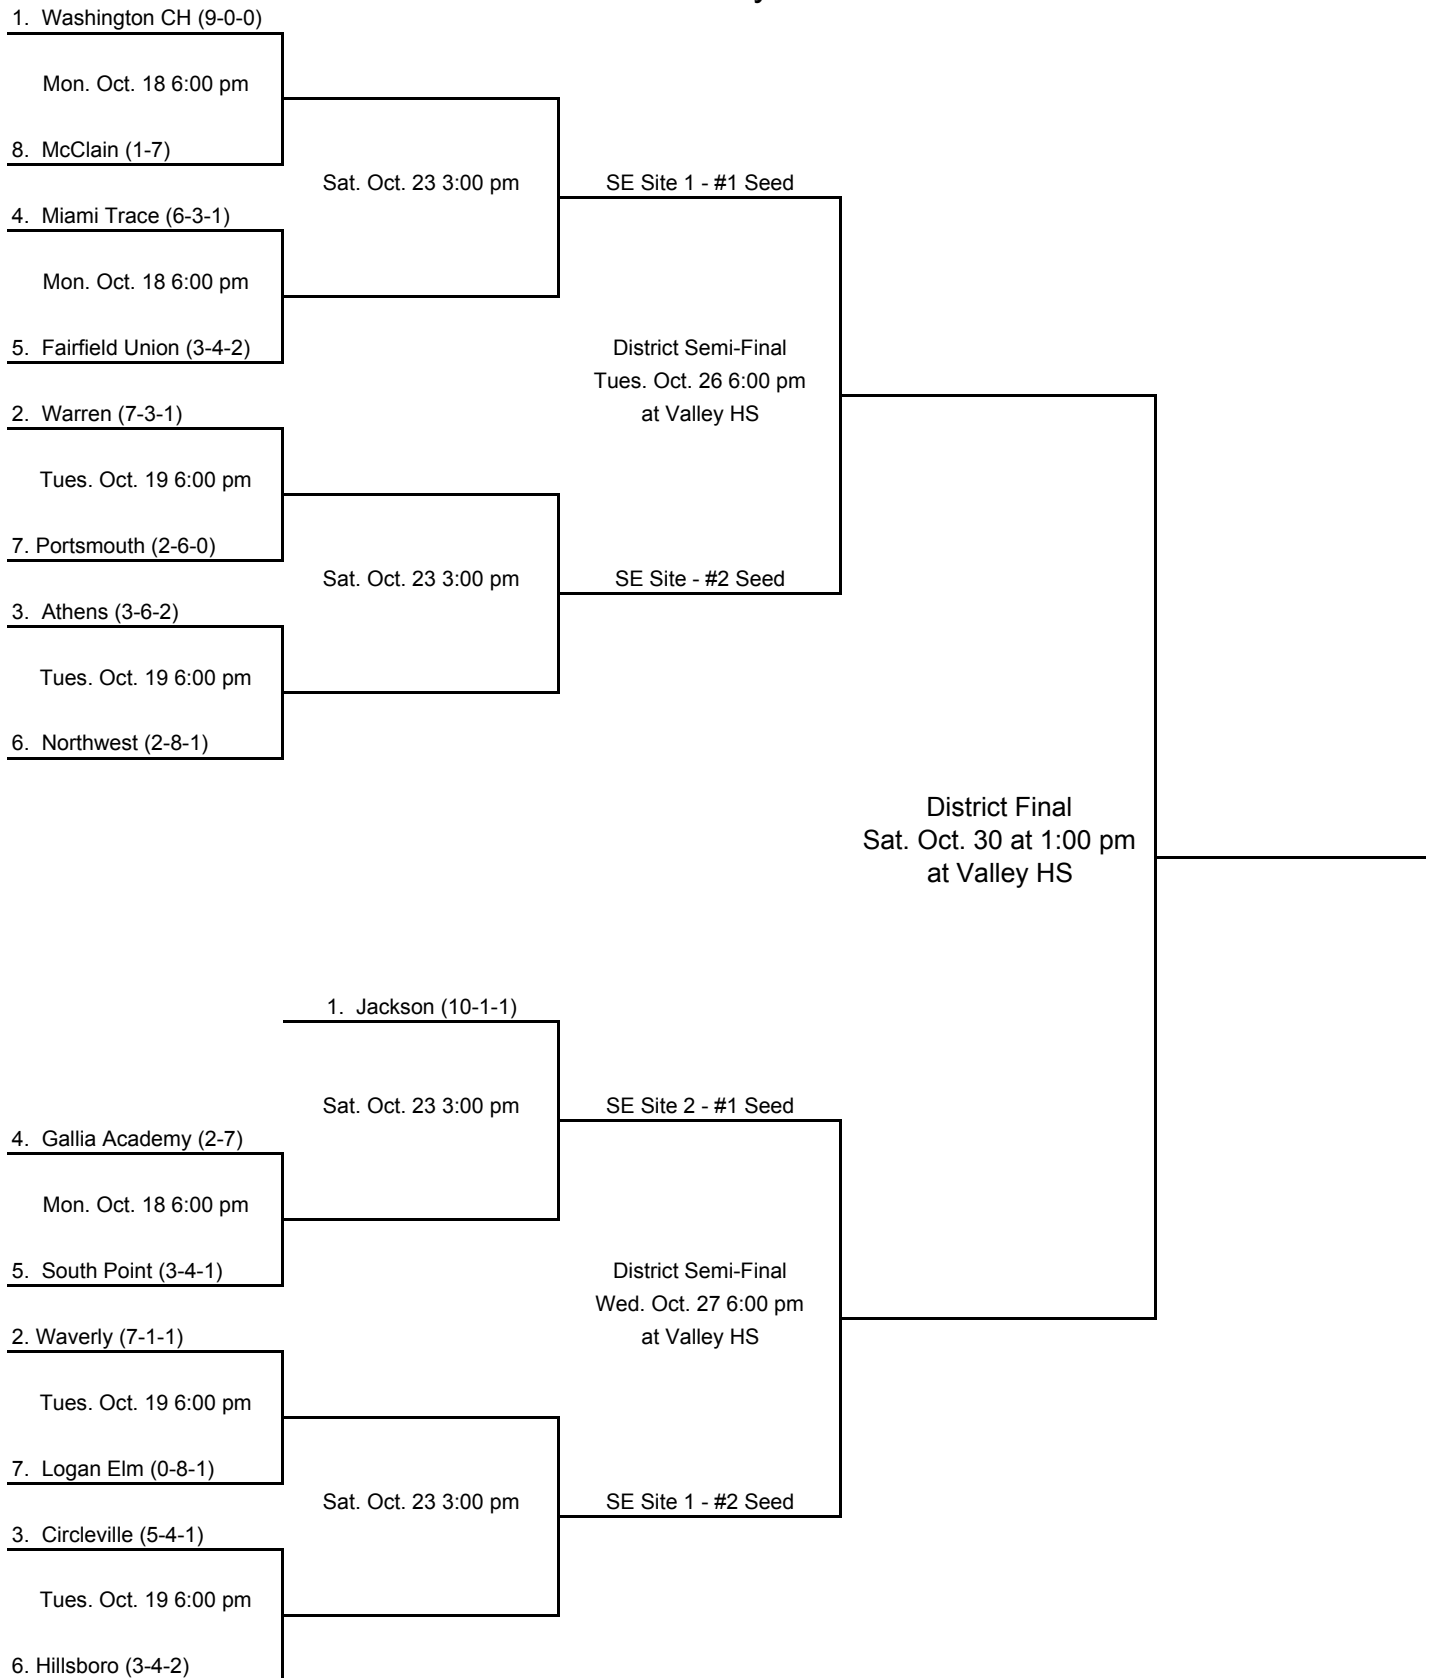 1. Washington CH (9-0-0)
Mon. Oct. 18 6:00 pm
8. McClain (1-7)
Sat. Oct. 23 3:00 pm
SE Site 1 - #1 Seed
4. Miami Trace (6-3-1)
Mon. Oct. 18 6:00 pm
5. Fairfield Union (3-4-2)
District Semi-Final
Tues. Oct. 26 6:00 pm
at Valley HS
2. Warren (7-3-1)
Tues. Oct. 19 6:00 pm
7. Portsmouth (2-6-0)
Sat. Oct. 23 3:00 pm
SE Site - #2 Seed
3. Athens (3-6-2)
Tues. Oct. 19 6:00 pm
6. Northwest (2-8-1)
District Final
Sat. Oct. 30 at 1:00 pm
at Valley HS
1. Jackson (10-1-1)
Sat. Oct. 23 3:00 pm
SE Site 2 - #1 Seed
4. Gallia Academy (2-7)
Mon. Oct. 18 6:00 pm
5. South Point (3-4-1)
District Semi-Final
Wed. Oct. 27 6:00 pm
at Valley HS
2. Waverly (7-1-1)
Tues. Oct. 19 6:00 pm
7. Logan Elm (0-8-1)
Sat. Oct. 23 3:00 pm
SE Site 1 - #2 Seed
3. Circleville (5-4-1)
Tues. Oct. 19 6:00 pm
6. Hillsboro (3-4-2)